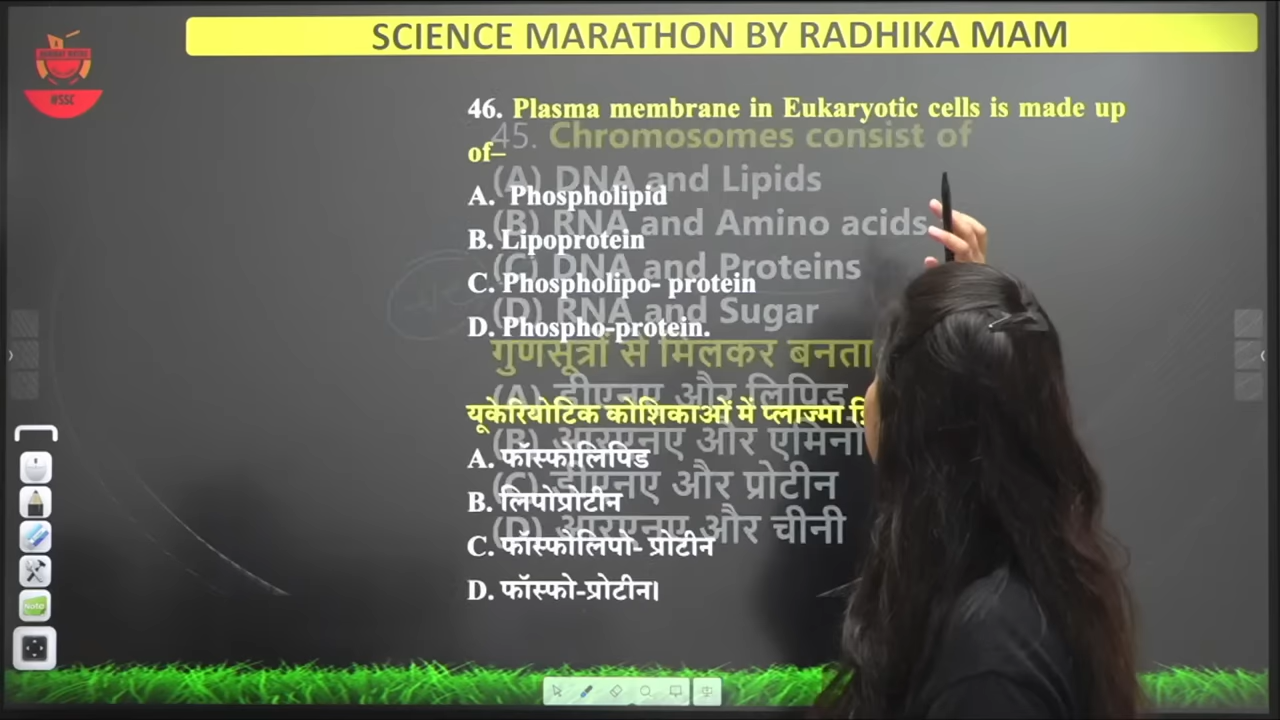 SCIENCE MARATHON BY RADHIKA MAM
#SSC
46. Plasma membrane in Eukaryotic cells is made up
of–
A. Phospholipid
B. Lipoprotein
C. Phospholipo- protein
D. Phospho-protein.
यूकेरियोटिक कोशिकाओं में प्लाज्मा
A. फॉस्फोलिपिड
B. लिपोप्रोटीन
C. फॉस्फोलिपो- प्रोटीन
D. फॉस्फो-प्रोटीन।
45. Chromosomes consist of
(A) DNA and Lipids
(B) RNA and Amino acids
(C) DNA and Proteins
(D) RNA and Sugar
गुणसूत्रों से मिलकर बनता
(A) डीएनए और लिपिड
(B) आरएनए और एमिनो
(C) डीएनए और प्रोटीन
(D) आरएनए और चीनी
Note